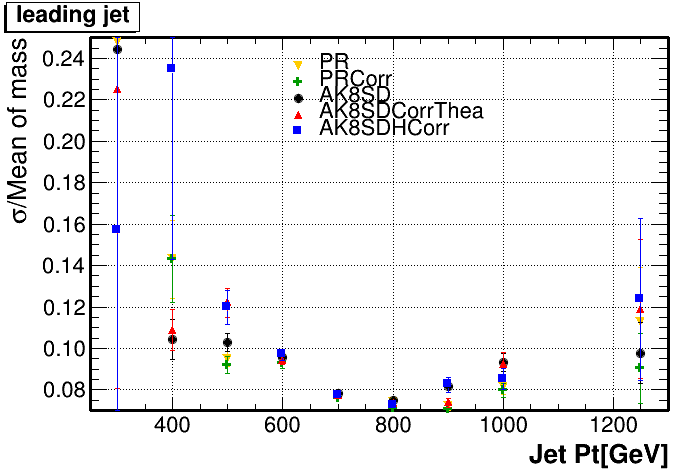 leading jet
σ/Mean of mass
0.24
0.22
0.20
0.18
0.16
0.14
0.12
0.10
0.08
PR
PRCorr
AK8SD
AK8SDCorrThea
AK8SDHCorr
400 600 800 1000 1200
Jet Pt[GeV]